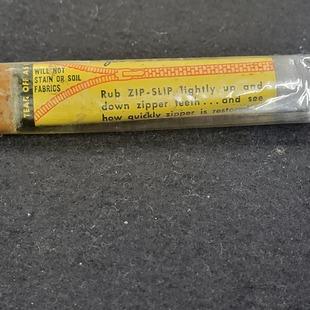 TEAR OFF A
WILL NOT
STAIN OR SOIL
FABRICS
Rub ZIP-SLIP lightly up and
down zipper teeth...and see
how quickly zipper is